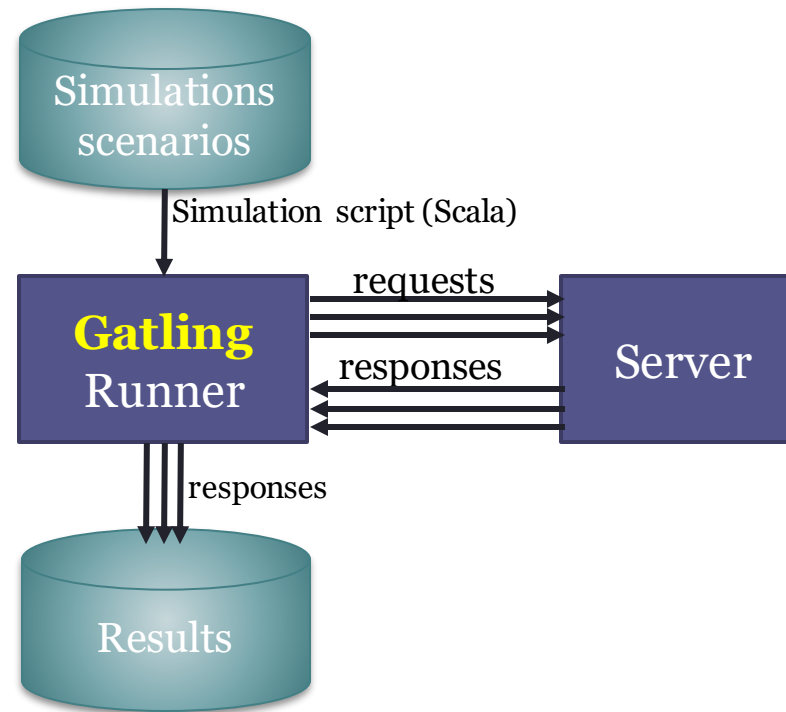 Simulations
scenarios
Simulation script (Scala)
requests
Gatling
Runner
responses
Server
responses
Results